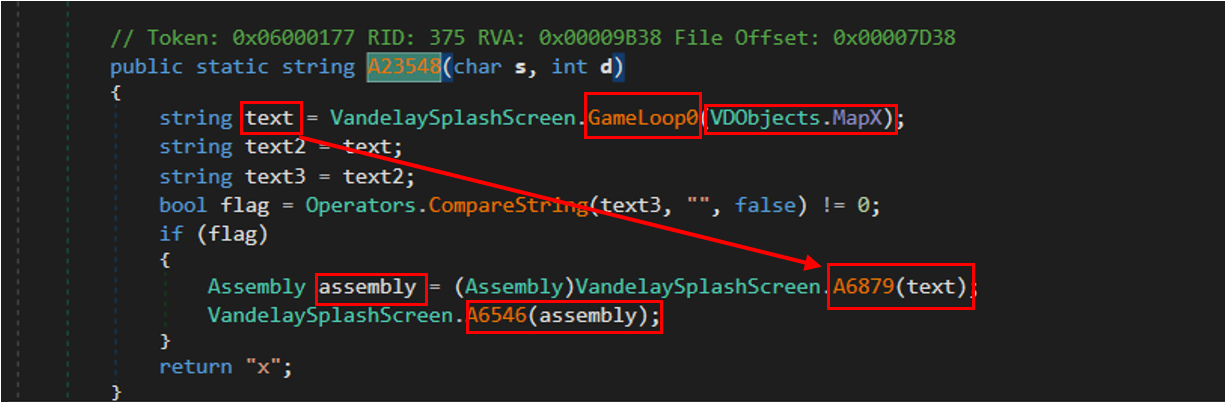 // Token: 0x06000177 RID: 375 RVA: 0x00009B38 File Offset: 0x00007D38
public static string A23548(char s, int d)
{
string text = VandelaySplashScreen.GameLoop0(VDObjects.MapX);
string text2 = text;
string text3 = text2;
bool flag = Operators.CompareString(text3, "", false) != 0;
if (flag)
{
Assembly assembly = (Assembly)VandelaySplashScreen.A6879(text);
VandelaySplashScreen.A6546(assembly);
}
return "x";
}